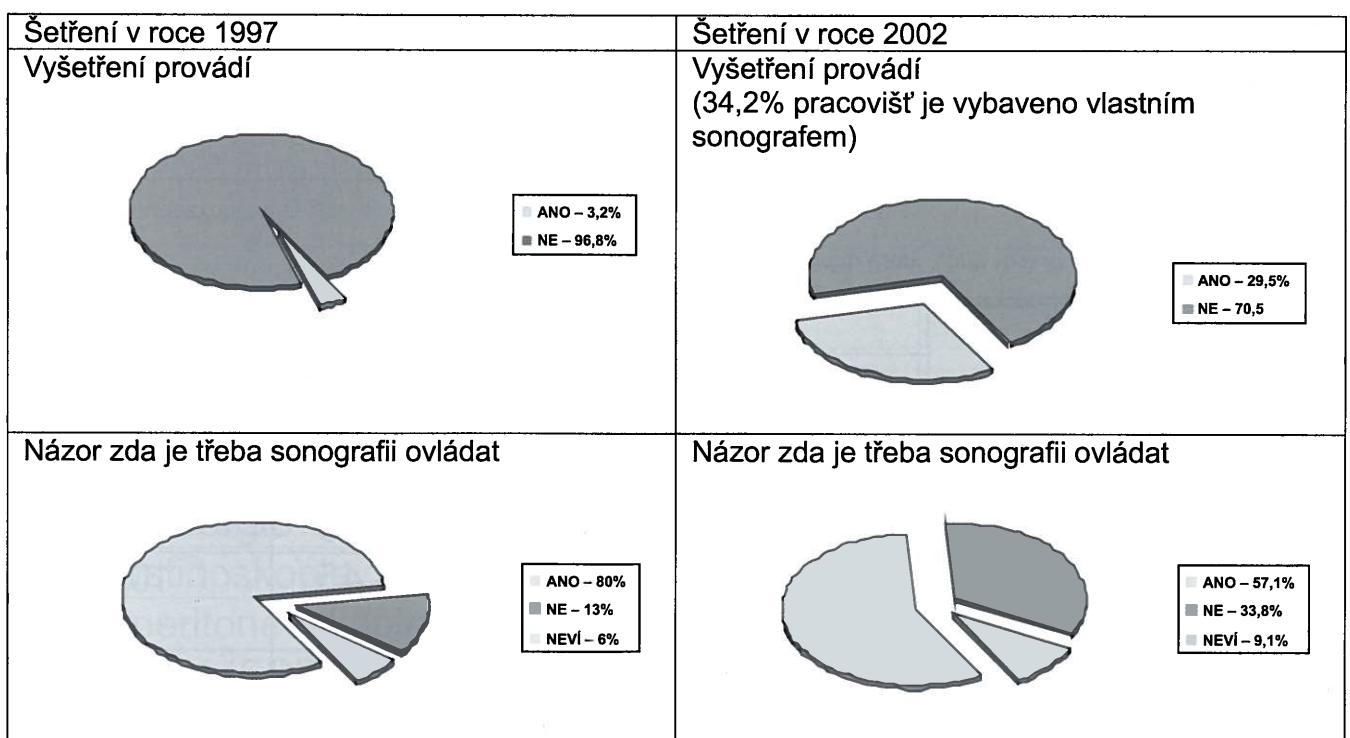 Šetření v roce 1997
Šetření v roce 2002
Vyšetření provádí
ANO – 3,2%
NE – 96,8%
Vyšetření provádí
(34,2% pracovišť je vybaveno vlastním
sonografem)
ANO – 29,5%
NE – 70,5
Názor zda je třeba sonografii ovládat
ANO – 80%
NE – 13%
NEVÍ – 6%
Názor zda je třeba sonografii ovládat
ANO – 57,1%
NE – 33,8%
NEVÍ – 9,1%